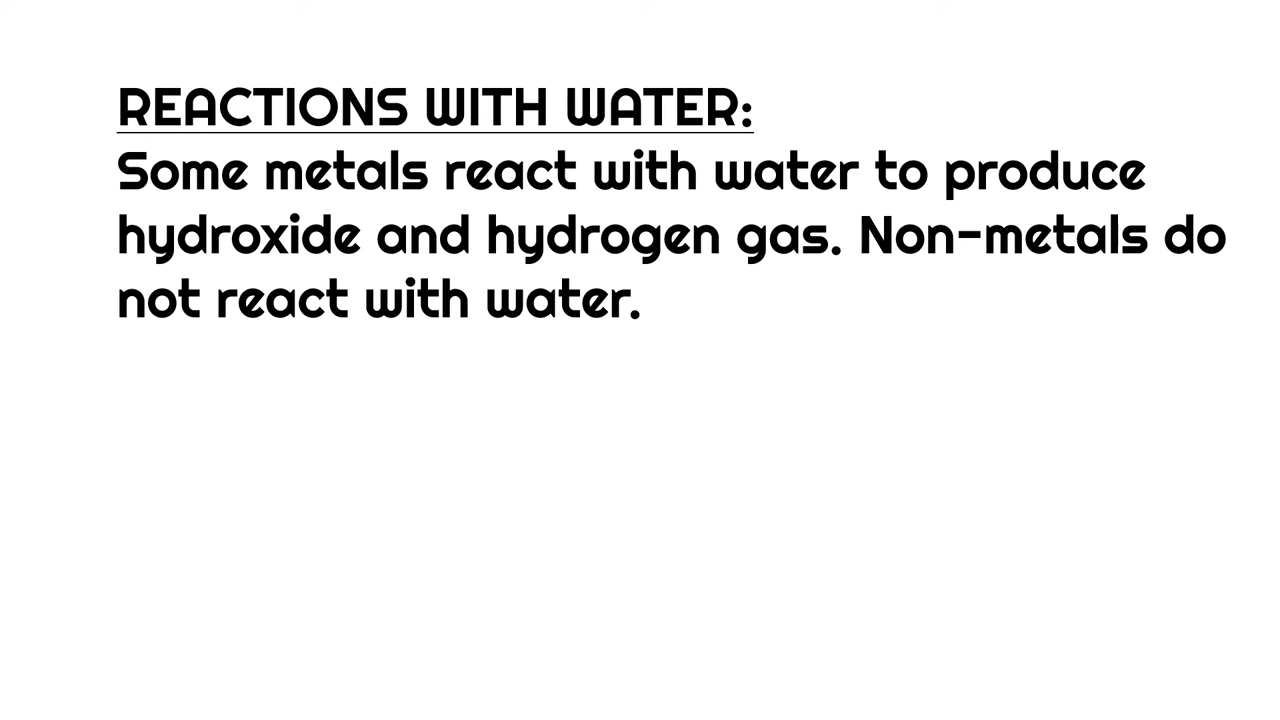 REACTIONS WITH WATER:
Some metals react with water to produce
hydroxide and hydrogen gas. Non-metals do
not react with water.